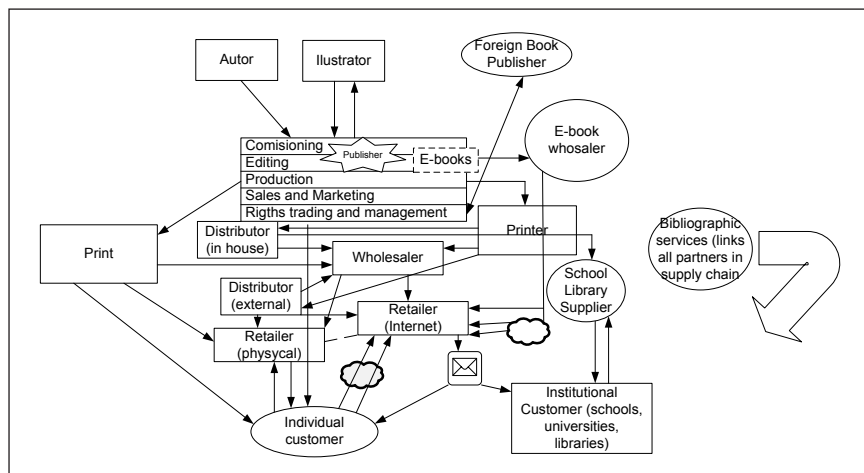 Autor
Ilustrator
Foreign Book
Publisher
Comisioning
Publisher
E-books
Editing
Production
Sales and Marketing
Rigths trading and management
E-book
whosaler
Distributor
(in house)
Printer
Print
Wholesaler
Bibliographic
services (links
all partners in
supply chain
School
Library
Supplier
Distributor
(external)
Retailer
(Internet)
Retailer
(physycal)
Individual
customer
Institutional
Customer (schools,
universities,
libraries)